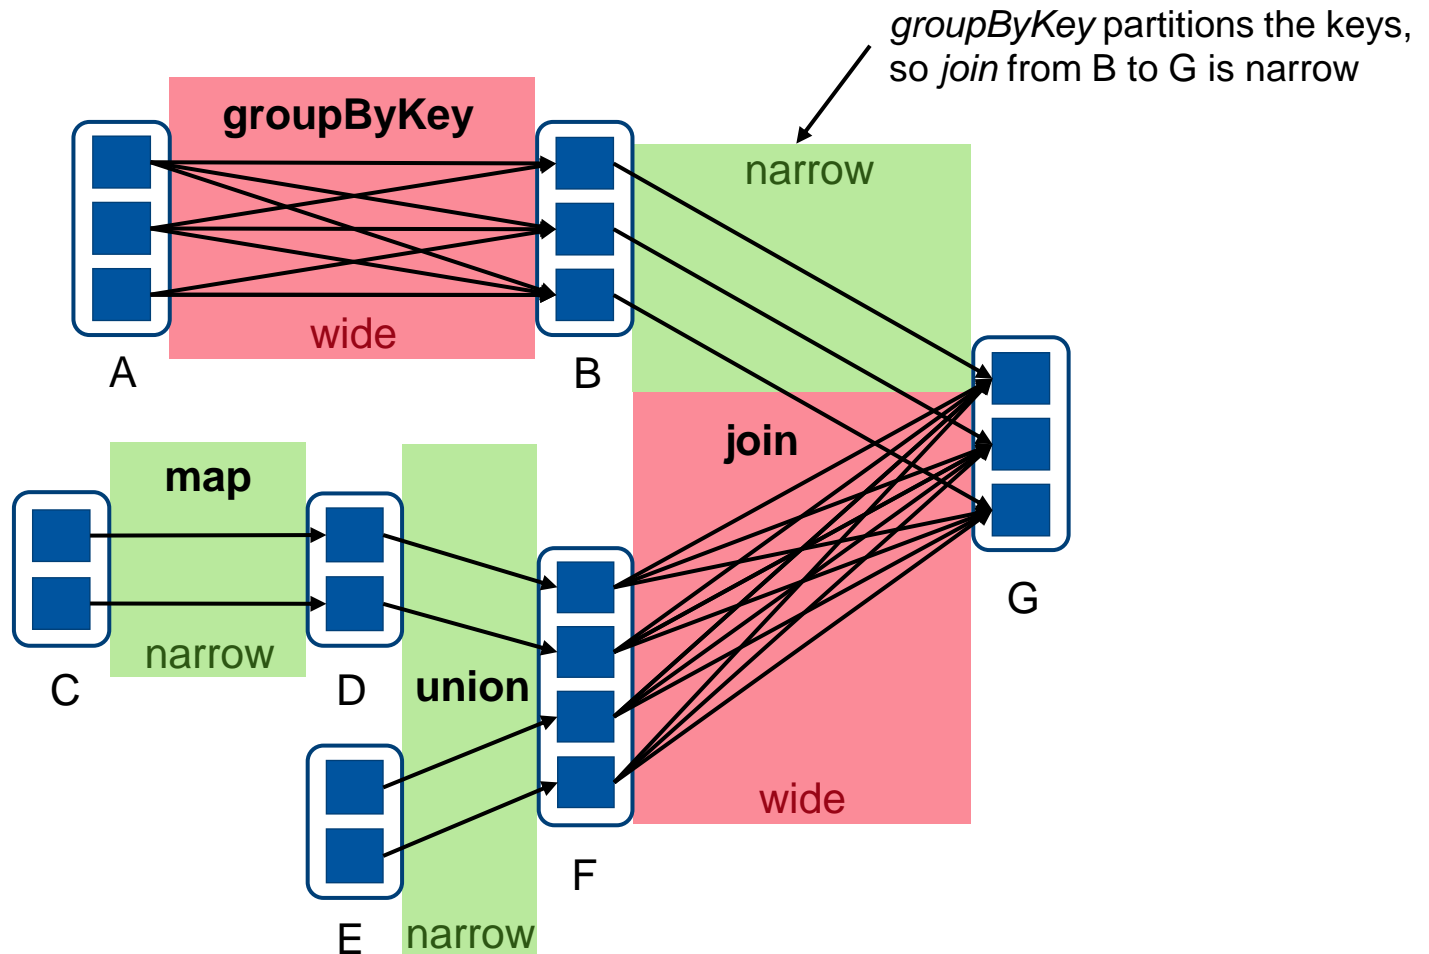 groupByKey partitions the keys,
so join from B to G is narrow
groupByKey
narrow
wide
A
B
join
map
G
narrow
C
D
union
wide
F
E
narrow